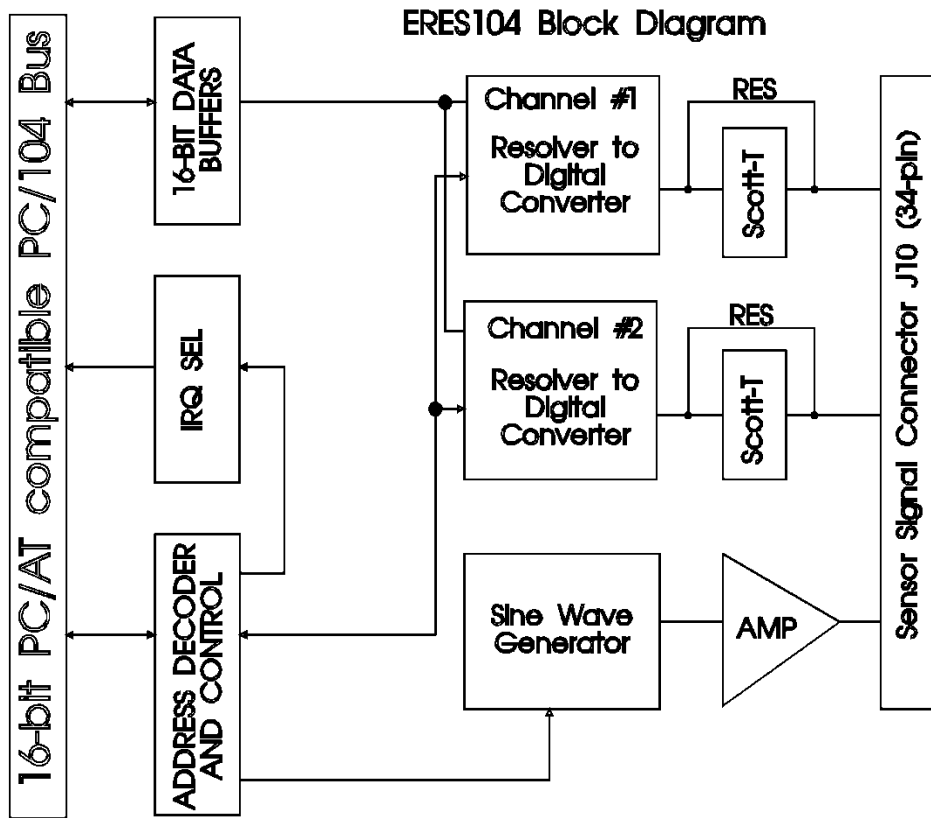 ERES104 Block Diagram
16-bit PC/AT compatible PC/104 Bus
16-BIT DATA
BUFFERS
IRQ SEL
ADDRESS DECODER
AND CONTROL
Channel #1
Resolver to
Digital
Converter
RES
Scott-T
Channel #2
Resolver to
Digital
Converter
RES
Scott-T
Sine Wave
Generator
AMP
Sensor Signal Connector J10 (34-pin)